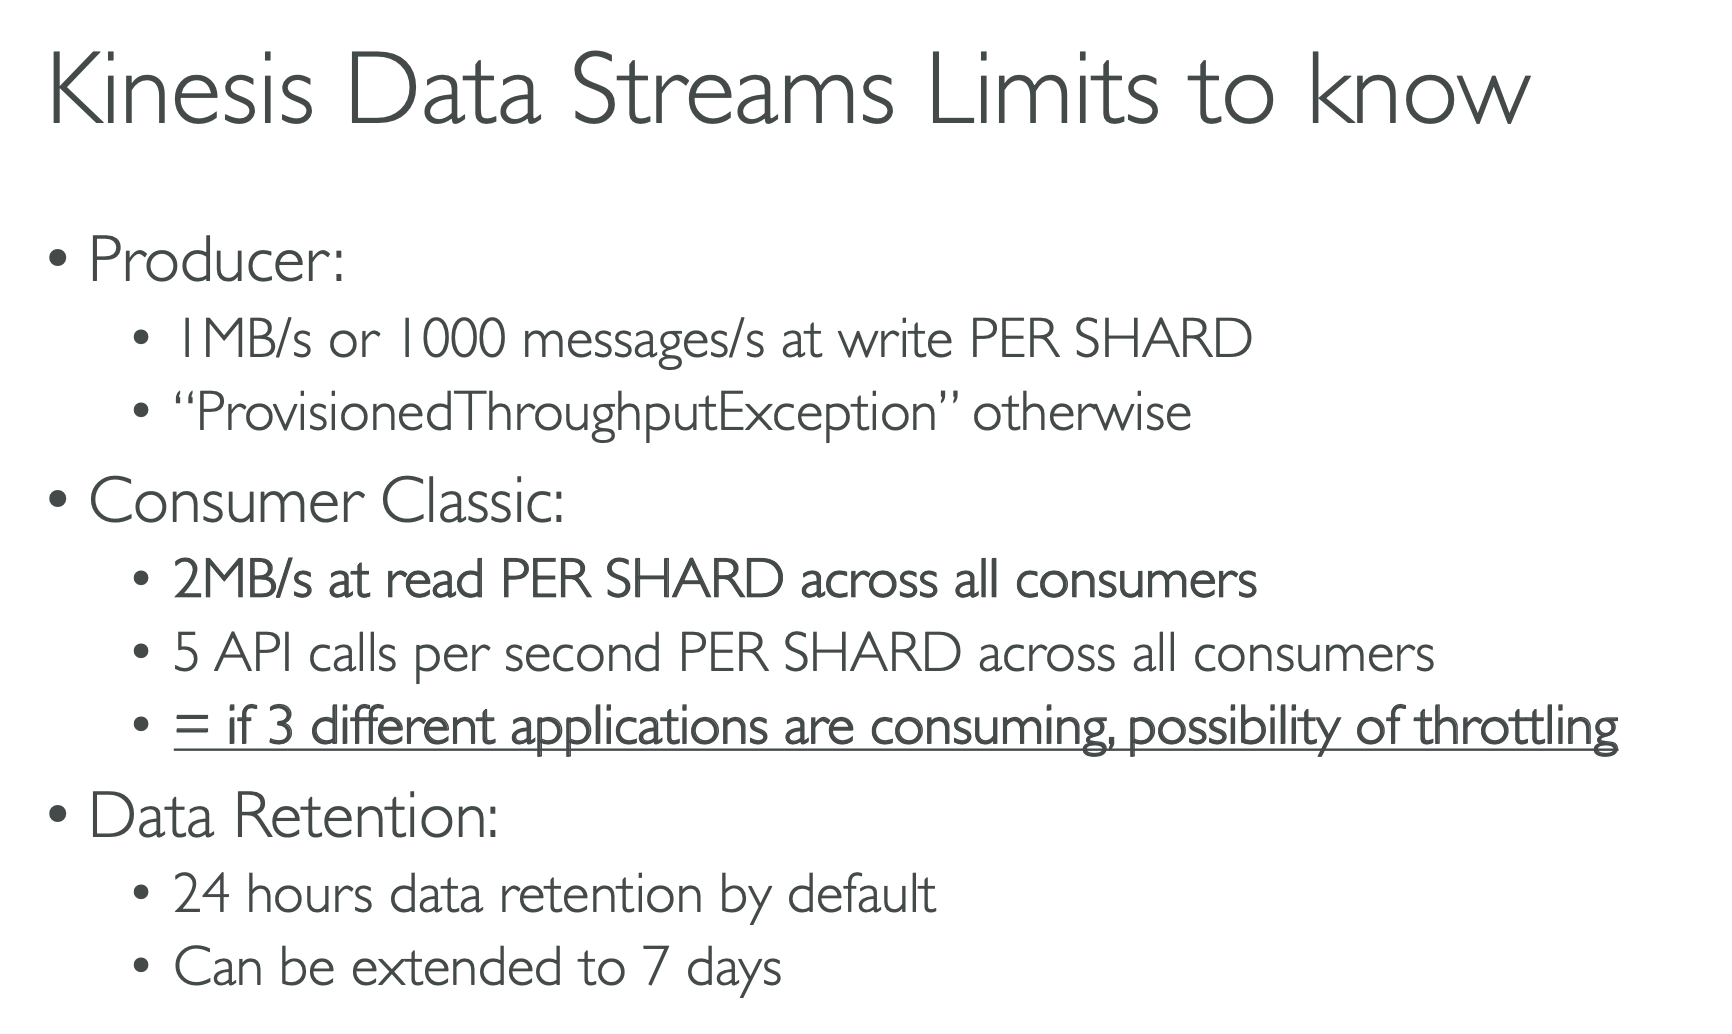 Kinesis Data Streams Limits to know
• Producer:
• 1MB/s or 1000 messages/s at write PER SHARD
• “ProvisionedThroughputException” otherwise
• Consumer Classic:
• 2MB/s at read PER SHARD across all consumers
• 5 API calls per second PER SHARD across all consumers
• = if 3 different applications are consuming, possibility of throttling
• Data Retention:
• 24 hours data retention by default
• Can be extended to 7 days